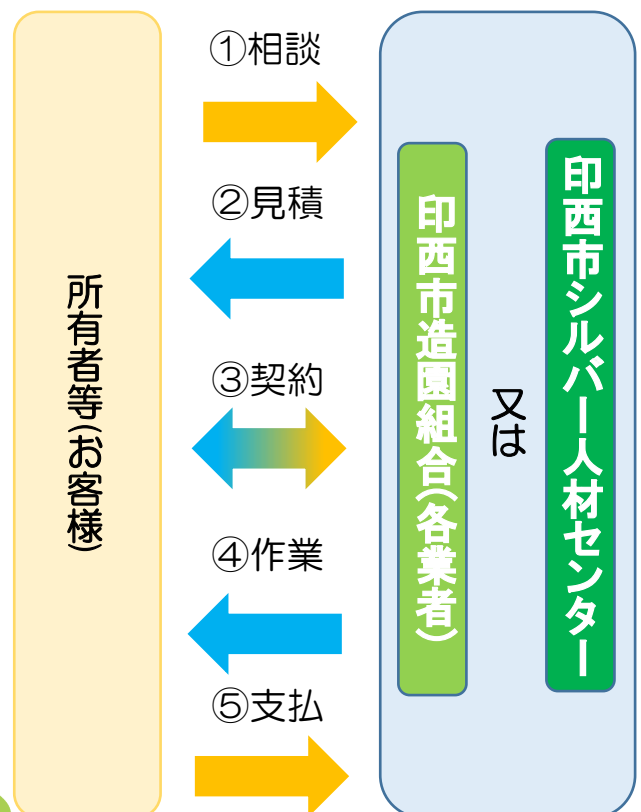 所有者等(お客様)
①相談
②見積
③契約
④作業
⑤支払
印西市造園組合(各業者)
又は
印西市シルバー人材センター